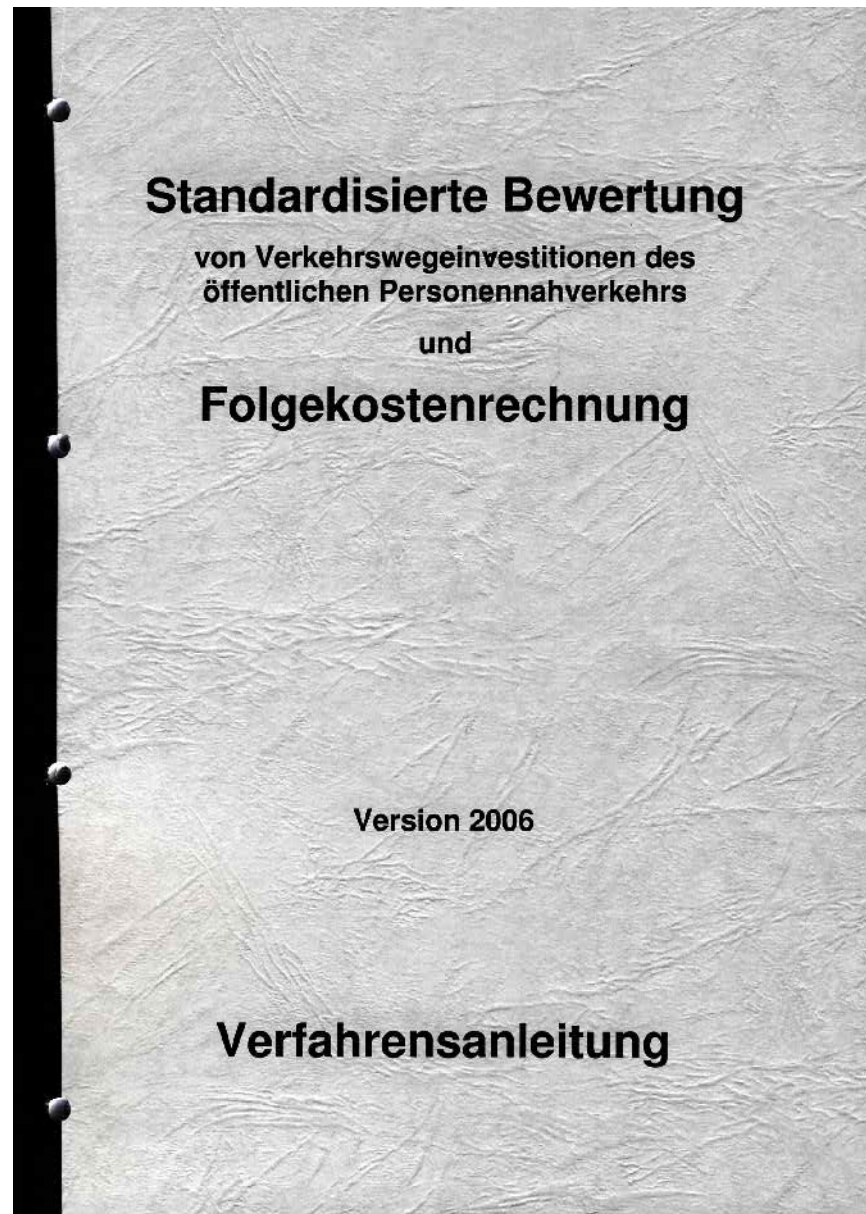 Standardisierte Bewertung
von Verkehrswegeinvestitionen des
öffentlichen Personennahverkehrs
und
Folgekostenrechnung
Version 2006
Verfahrensanleitung